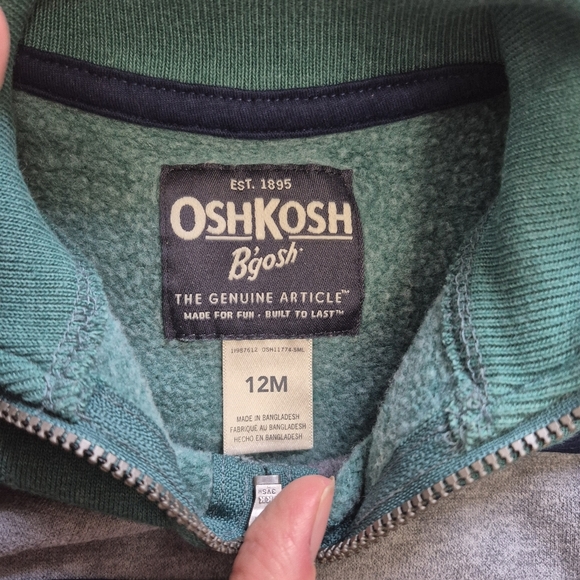 EST. 1895
OSHKOSH
B'gosh
THE GENUINE ARTICLE™
MADE FOR FUN · BUILT TO LAST™
12M
MADE IN BANGLADESH
FABRIQUÉ AU BANGLADESH
HECHO EN BANGLADESH